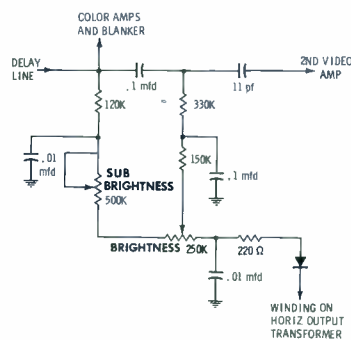 COLOR AMPS
AND BLANKER
DELAY
LINE
.1 mfd
11 pf
2ND VIDEO
AMP
120K
330K
.01
mfd
150K
.1 mfd
SUB
BRIGHTNESS
500K
BRIGHTNESS 250K
220 Ω
.01 mfd
WINDING ON
HORIZ OUTPUT
TRANSFORMER